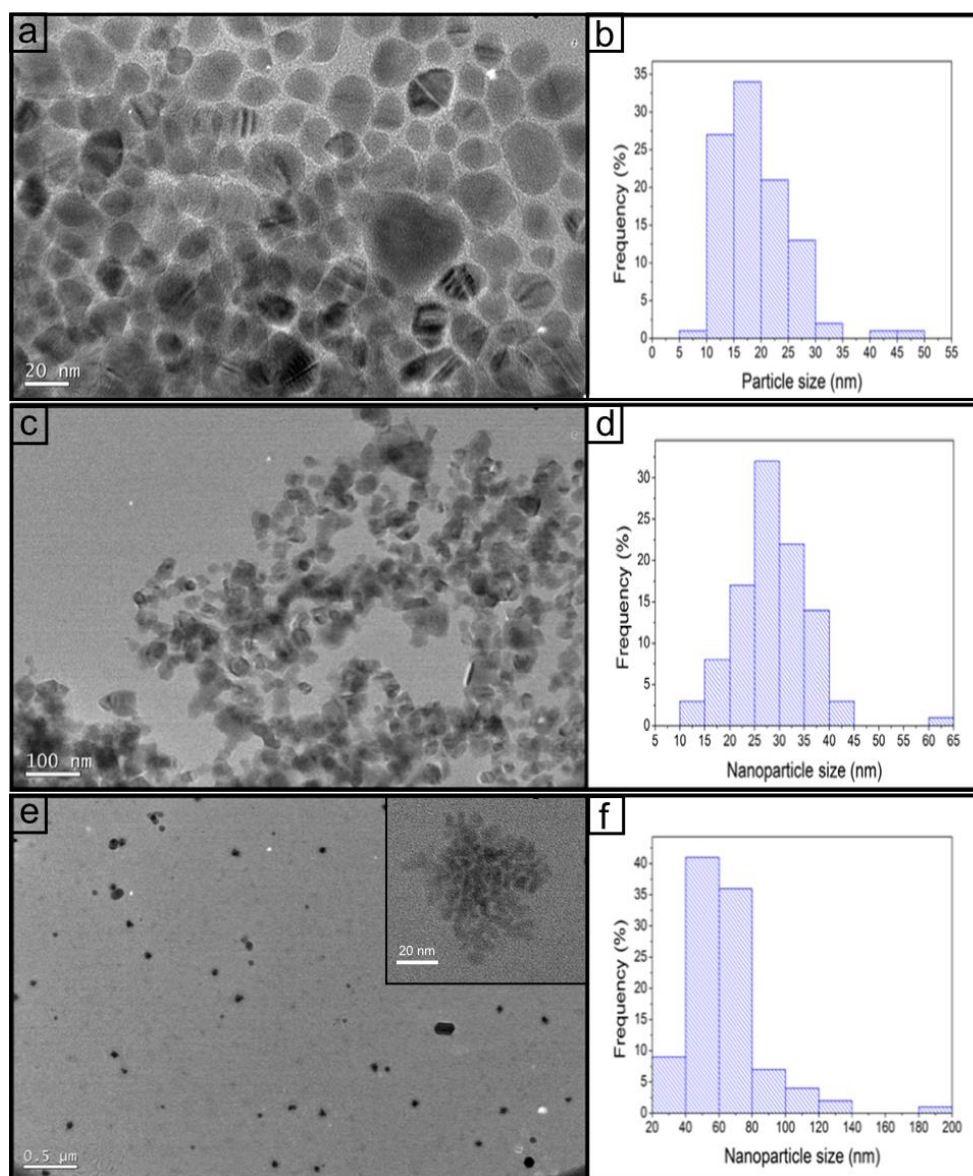 a
20 nm
b
Frequency (%)
35
30
25
20
15
10
5
0
0 5 10 15 20 25 30 35 40 45 50 55
Particle size (nm)
c
100 nm
d
Frequency (%)
30
25
20
15
10
5
0
5 10 15 20 25 30 35 40 45 50 55 60 65
Nanoparticle size (nm)
e
20 nm
0.5 µm
f
Frequency (%)
40
35
30
25
20
15
10
5
0
20 40 60 80 100 120 140 160 180 200
Nanoparticle size (nm)